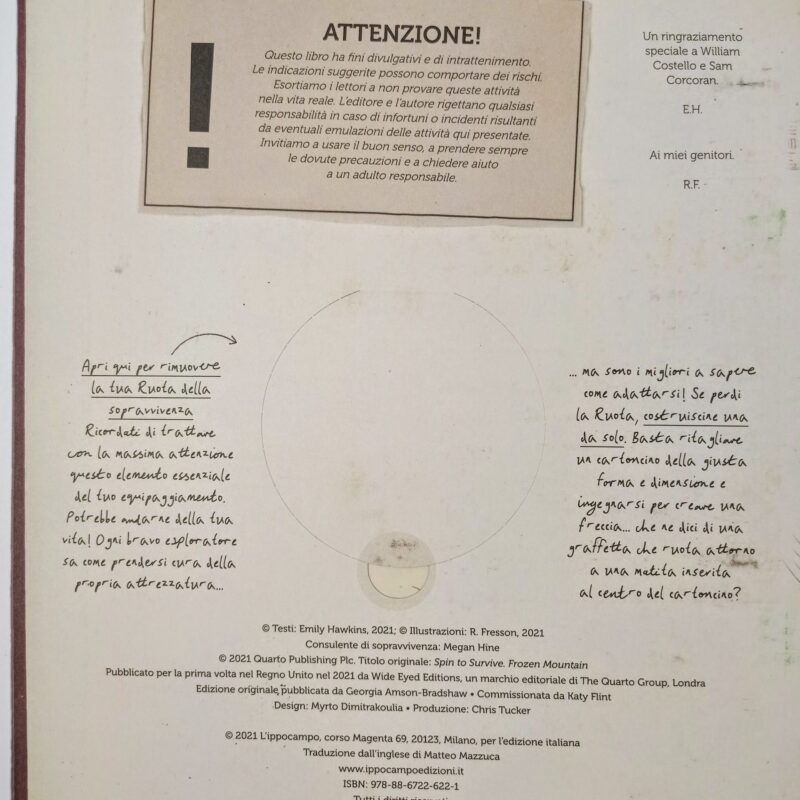 ATTENZIONE!
!
Questo libro ha fini divulgativi e di intrattenimento.
Le indicazioni suggerite possono comportare dei rischi.
Esortiamo i lettori a non provare queste attività
nella vita reale. L'editore e l'autore rigettano qualsiasi
responsabilità in caso di infortuni o incidenti risultanti
da eventuali emulazioni delle attività qui presentate.
Invitiamo a usare il buon senso, a prendere sempre
le dovute precauzioni e a chiedere aiuto
a un adulto responsabile.
Un ringraziamento
speciale a William
Costello e Sam
Corcoran.
E.H.
Ai miei genitori.
R.F.
Apri qui per rimuovere
la tua Ruota della
sopravvivenza
Ricordati di trattare
con la massima attenzione
questo elemento essenziale
del tuo equipaggiamento.
Potrebbe andarne della tua
vita! Ogni bravo esploratore
sa come prendersi cura della
propria attrezzatura...
... ma sono i migliori a sapere
come adattarsi! Se perdi
la Ruota, costruiscine una
da solo. Basta ritagliare
un cartoncino della giusta
forma e dimensione e
ingegnarsi per creare una
freccia... che ne dici di una
graffetta che ruota attorno
a una matita inserita
al centro del cartoncino?
© Testi: Emily Hawkins, 2021; © Illustrazioni: R. Fresson, 2021
Consulente di sopravvivenza: Megan Hine
© 2021 Quarto Publishing Plc. Titolo originale: Spin to Survive. Frozen Mountain
Pubblicato per la prima volta nel Regno Unito nel 2021 da Wide Eyed Editions, un marchio editoriale di The Quarto Group, Londra
Edizione originale pubblicata da Georgia Amson-Bradshaw • Commissionata da Katy Flint
Design: Myrto Dimitrakoulia • Produzione: Chris Tucker
© 2021 L'ippocampo, corso Magenta 69, 20123, Milano, per l'edizione italiana
Traduzione dall'inglese di Matteo Mazzuca
www.ippocampoedizioni.it
ISBN: 978-88-6722-622-1
Tutti i diritti